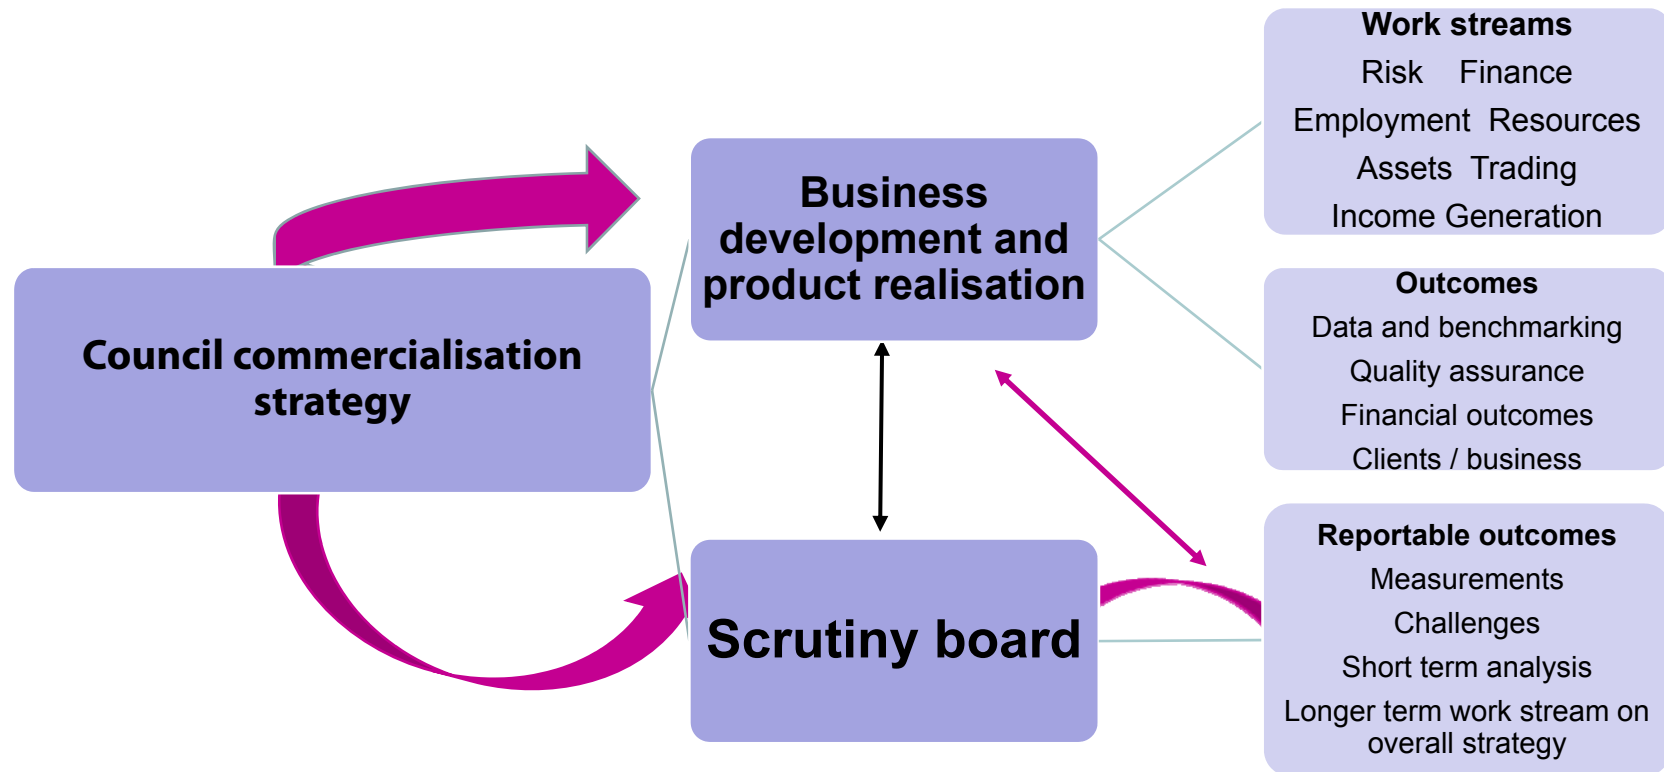 Council commercialisation
strategy
Business
development and
product realisation
Scrutiny board
Work streams
Risk Finance
Employment Resources
Assets Trading
Income Generation
Outcomes
Data and benchmarking
Quality assurance
Financial outcomes
Clients / business
Reportable outcomes
Measurements
Challenges
Short term analysis
Longer term work stream on
overall strategy